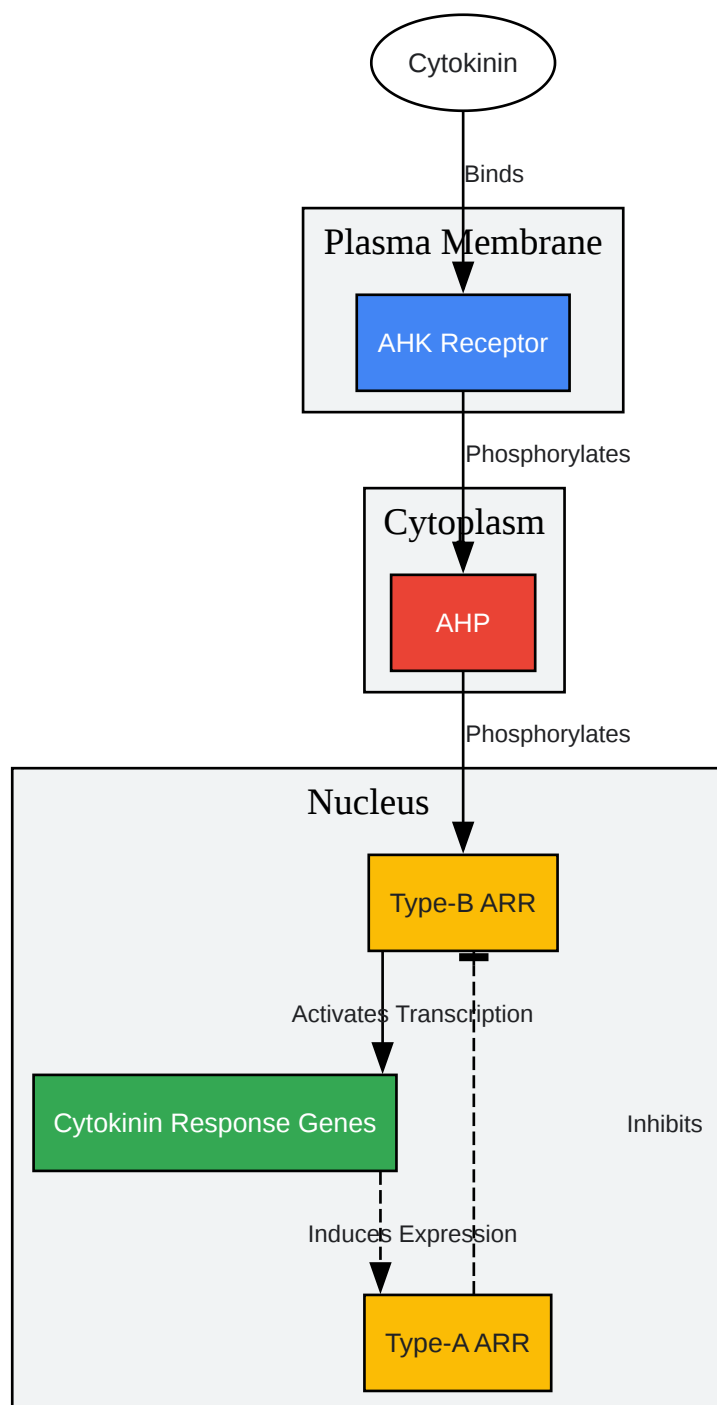 Cytokinin
Binds
Plasma Membrane
AHK Receptor
Phosphorylates
Cytoplasm
AHP
Phosphorylates
Nucleus
Type-B ARR
Activates Transcription
Cytokinin Response Genes
Inhibits
Induces Expression
Type-A ARR